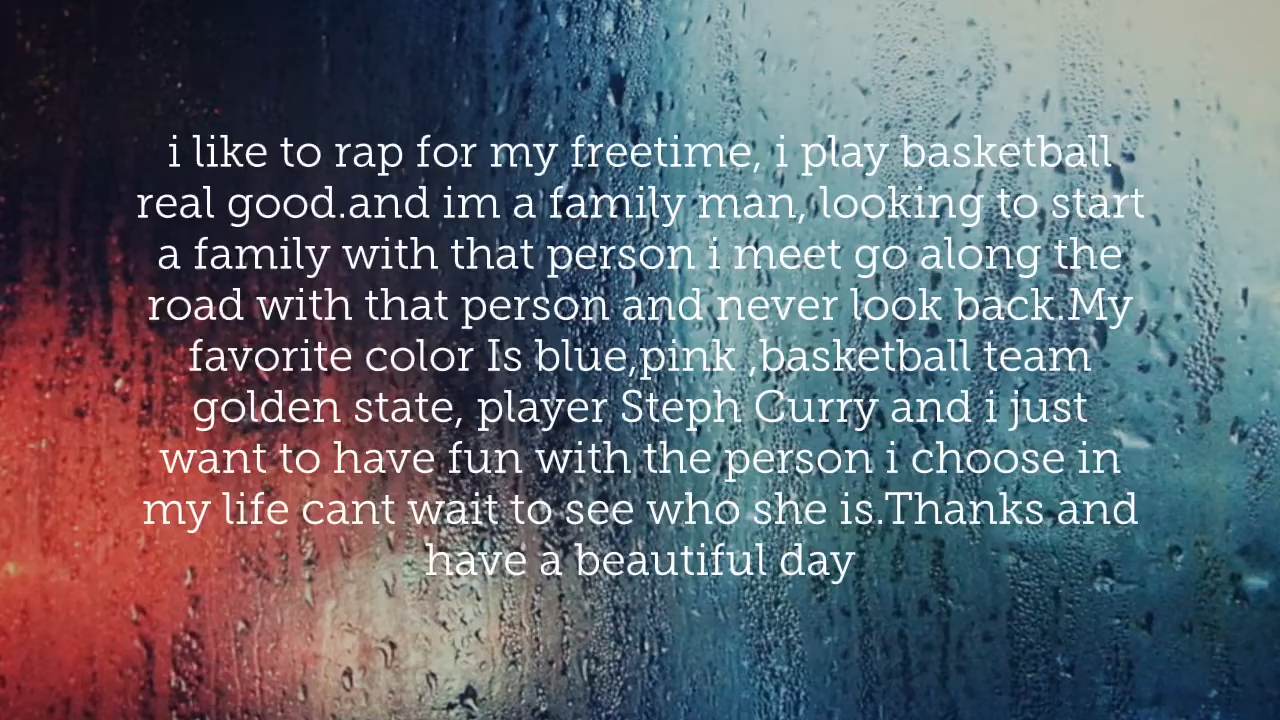 i like to rap for my freetime, i play basketball
real good.and im a family man, looking to start
a family with that person i meet go along the
road with that person and never look back.My
favorite color Is blue,pink ,basketball team
golden state, player Steph Curry and i just
want to have fun with the person i choose in
my life cant wait to see who she is.Thanks and
have a beautiful day